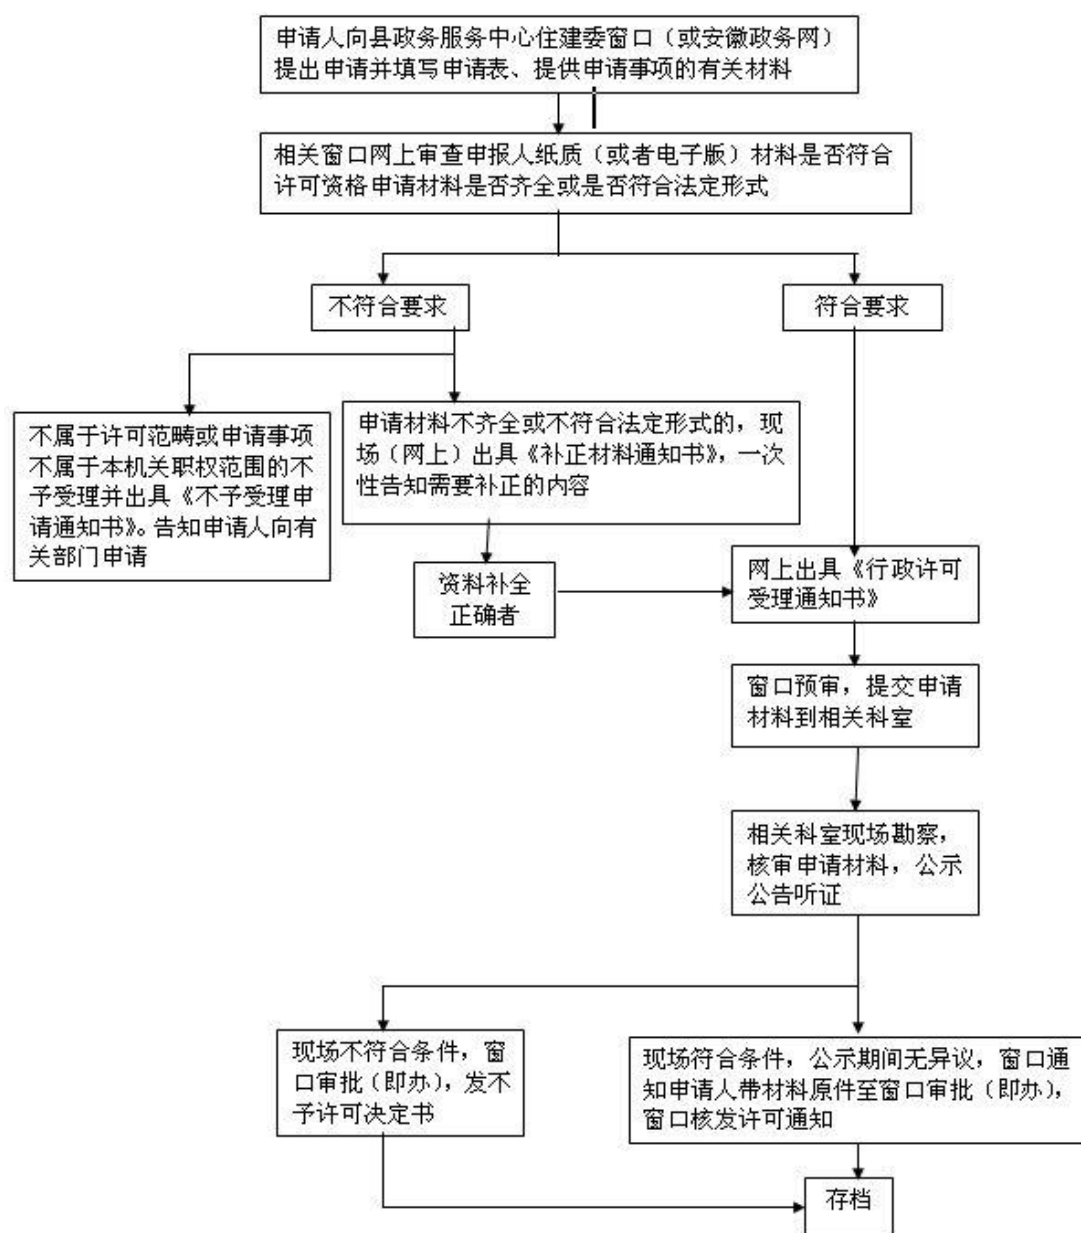 申请人向县政务服务中心住建委窗口（或安徽政务网）
提出申请并填写申请表、提供申请事项的有关材料
相关窗口网上审查申报人纸质（或者电子版）材料是否符合
许可资格申请材料是否齐全或是否符合法定形式
不符合要求
符合要求
不属于许可范畴或申请事项
不属于本机关职权范围的不
予受理并出具《不予受理申
请通知书》。告知申请人向有
关部门申请
申请材料不齐全或不符合法定形式的，现
场（网上）出具《补正材料通知书》，一次
性告知需要补正的内容
资料补全
正确者
网上出具《行政许可
受理通知书》
窗口预审，提交申请
材料到相关科室
相关科室现场勘察，
核审申请材料，公示
公告听证
现场不符合条件，窗
口审批（即办），发不
予许可决定书
现场符合条件，公示期间无异议，窗口通
知申请人带材料原件至窗口审批（即办），
窗口核发许可通知
存档